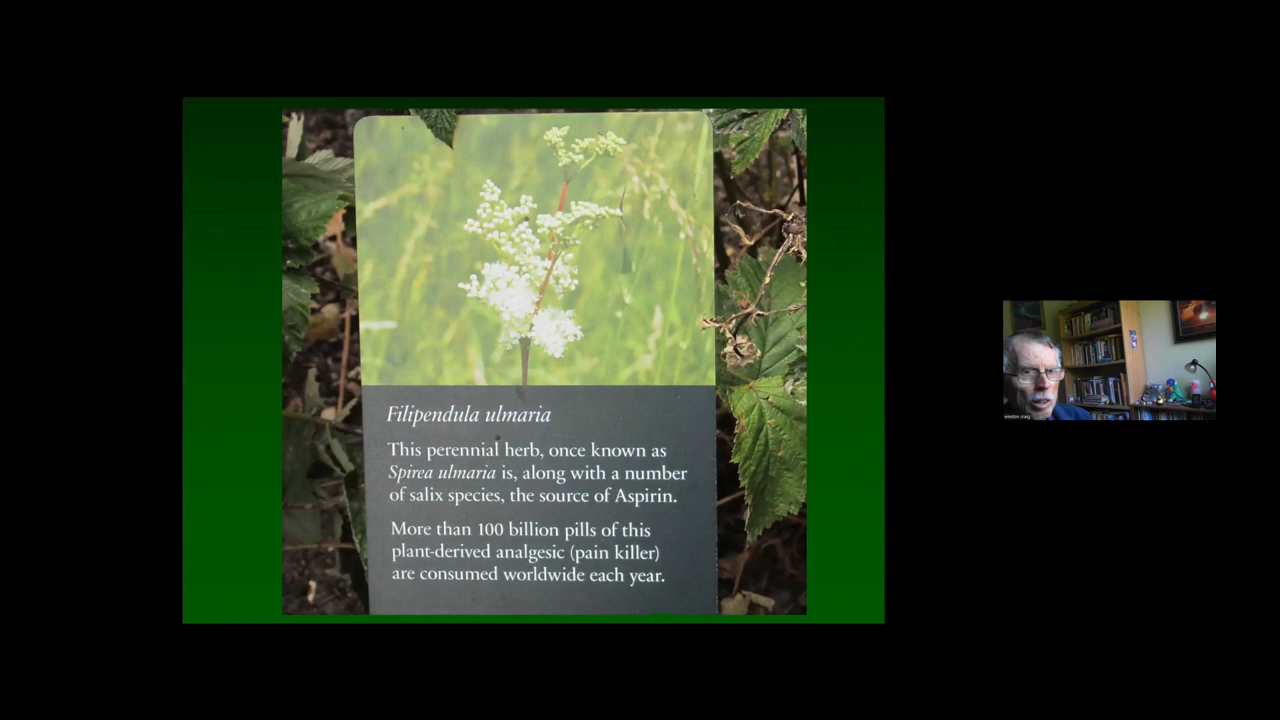 Filipendula ulmaria
This perennial herb, once known as
Spirea ulmaria is, along with a number
of salix species, the source of Aspirin.
More than 100 billion pills of this
plant-derived analgesic (pain killer)
are consumed worldwide each year.
winston craig